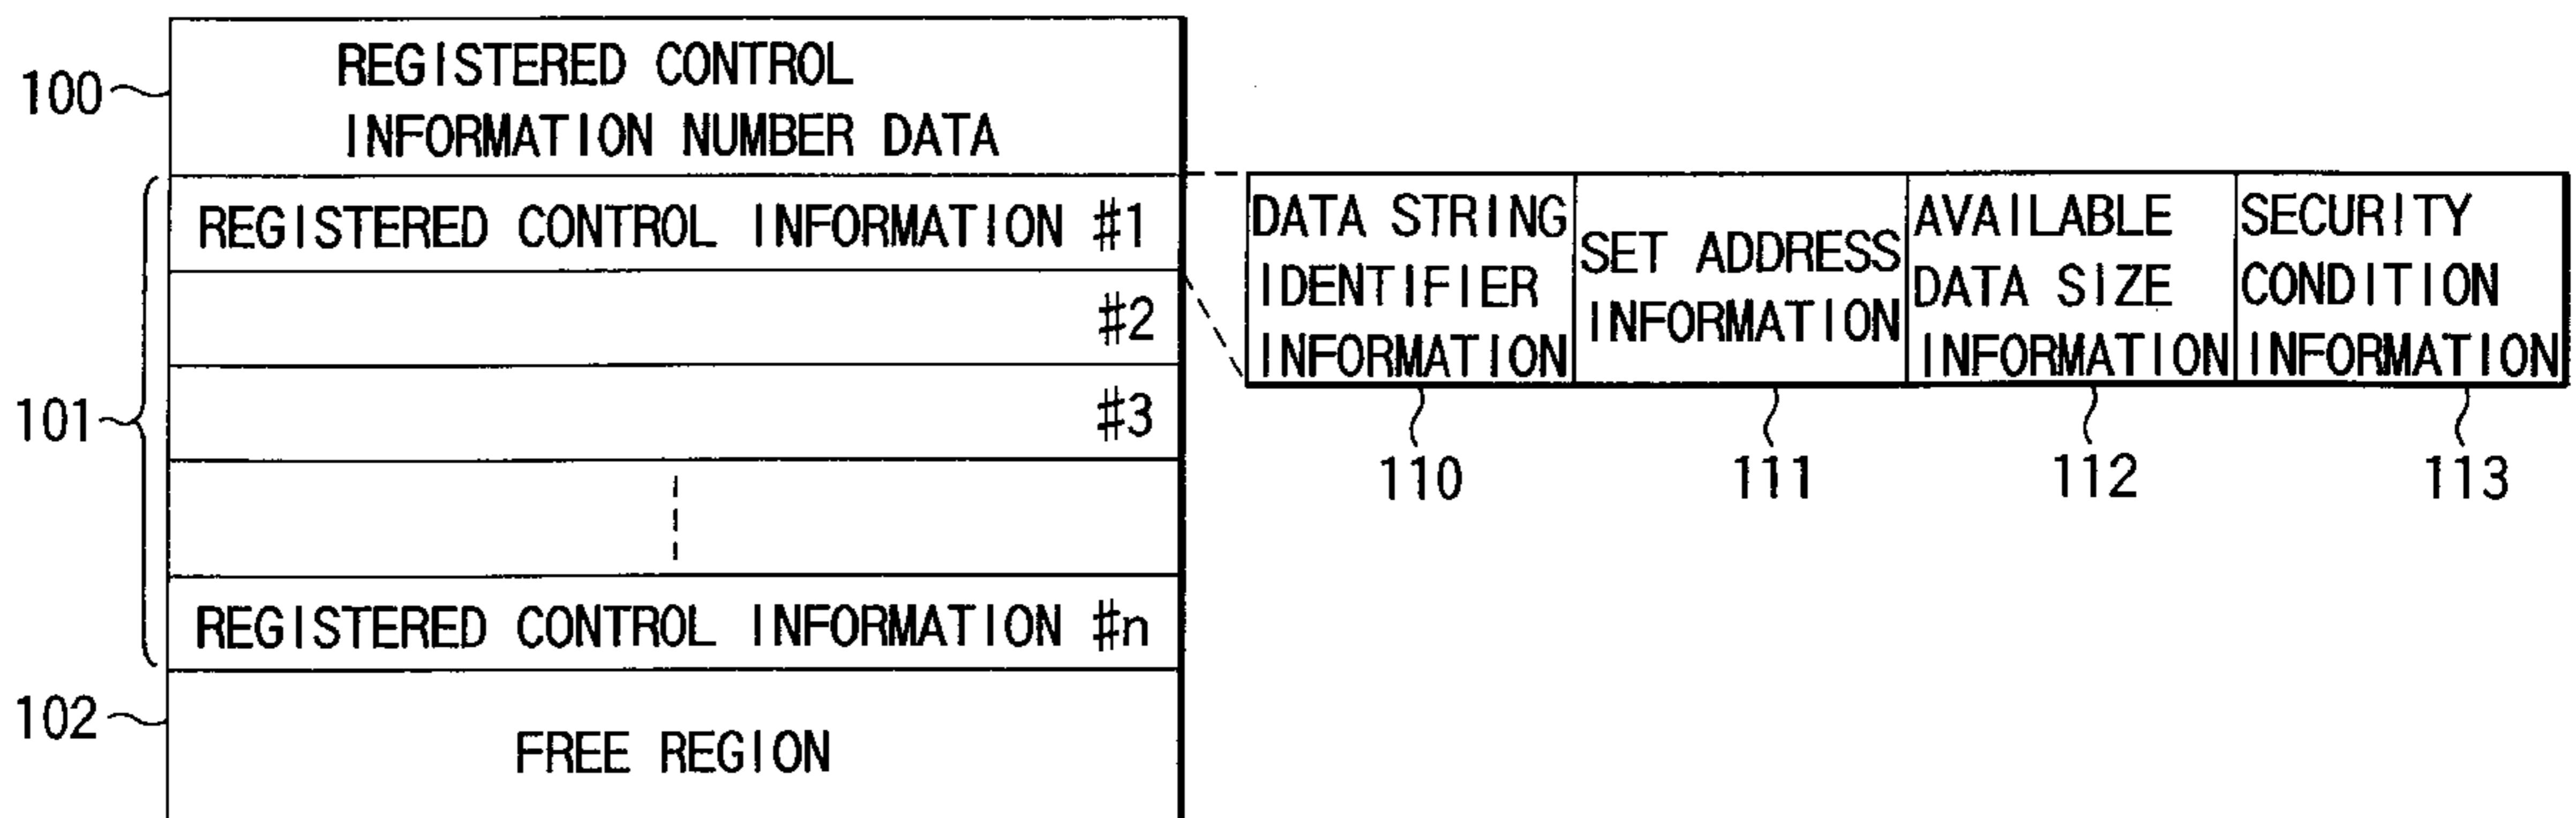 REGISTERED CONTROL
INFORMATION NUMBER DATA
100
REGISTERED CONTROL INFORMATION #1
#2
#3
101
REGISTERED CONTROL INFORMATION #n
102
FREE REGION
DATA STRING
IDENTIFIER
INFORMATION
SET ADDRESS
INFORMATION
AVAILABLE
DATA SIZE
INFORMATION
SECURITY
CONDITION
INFORMATION
110
111
112
113